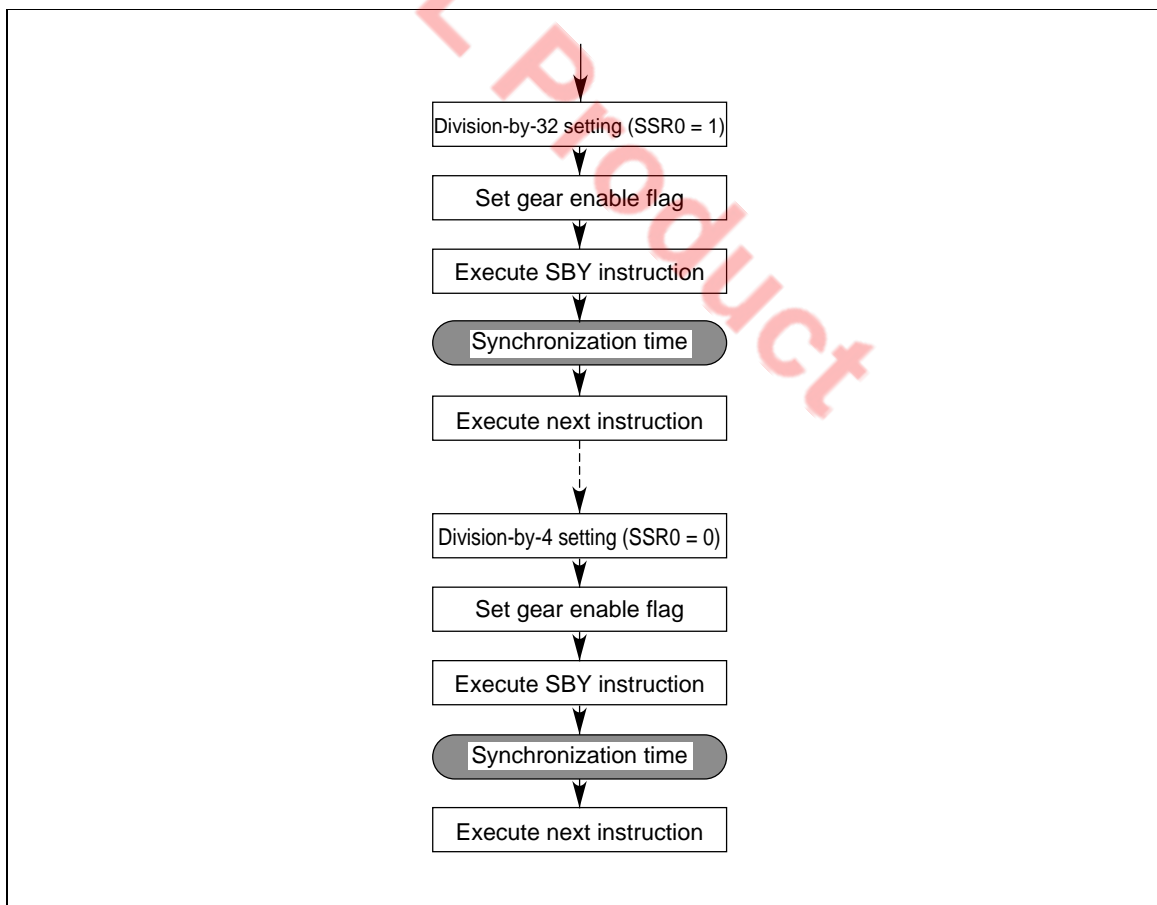 L Product
Division-by-32 setting (SSR0 = 1)
Set gear enable flag
Execute SBY instruction
Synchronization time
Execute next instruction
Division-by-4 setting (SSR0 = 0)
Set gear enable flag
Execute SBY instruction
Synchronization time
Execute next instruction